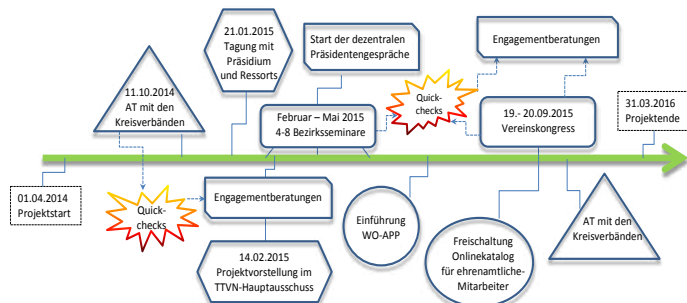 21.01.2015
Tagung mit
Präsidium
und Ressorts
Start der dezentralen
Präsidentengespräche
Engagementberatungen
11.10.2014
AT mit den
Kreisverbänden
Februar – Mai 2015
4-8 Bezirksseminare
Quick-
checks
19.- 20.09.2015
Vereinskongress
31.03.2016
Projektende
01.04.2014
Projektstart
Quick-
checks
Engagementberatungen
14.02.2015
Projektvorstellung im
TTVN-Hauptausschuss
Einführung
WO-APP
Freischaltung
Onlinekatalog
für ehrenamtliche-
Mitarbeiter
AT mit den
Kreisverbänden